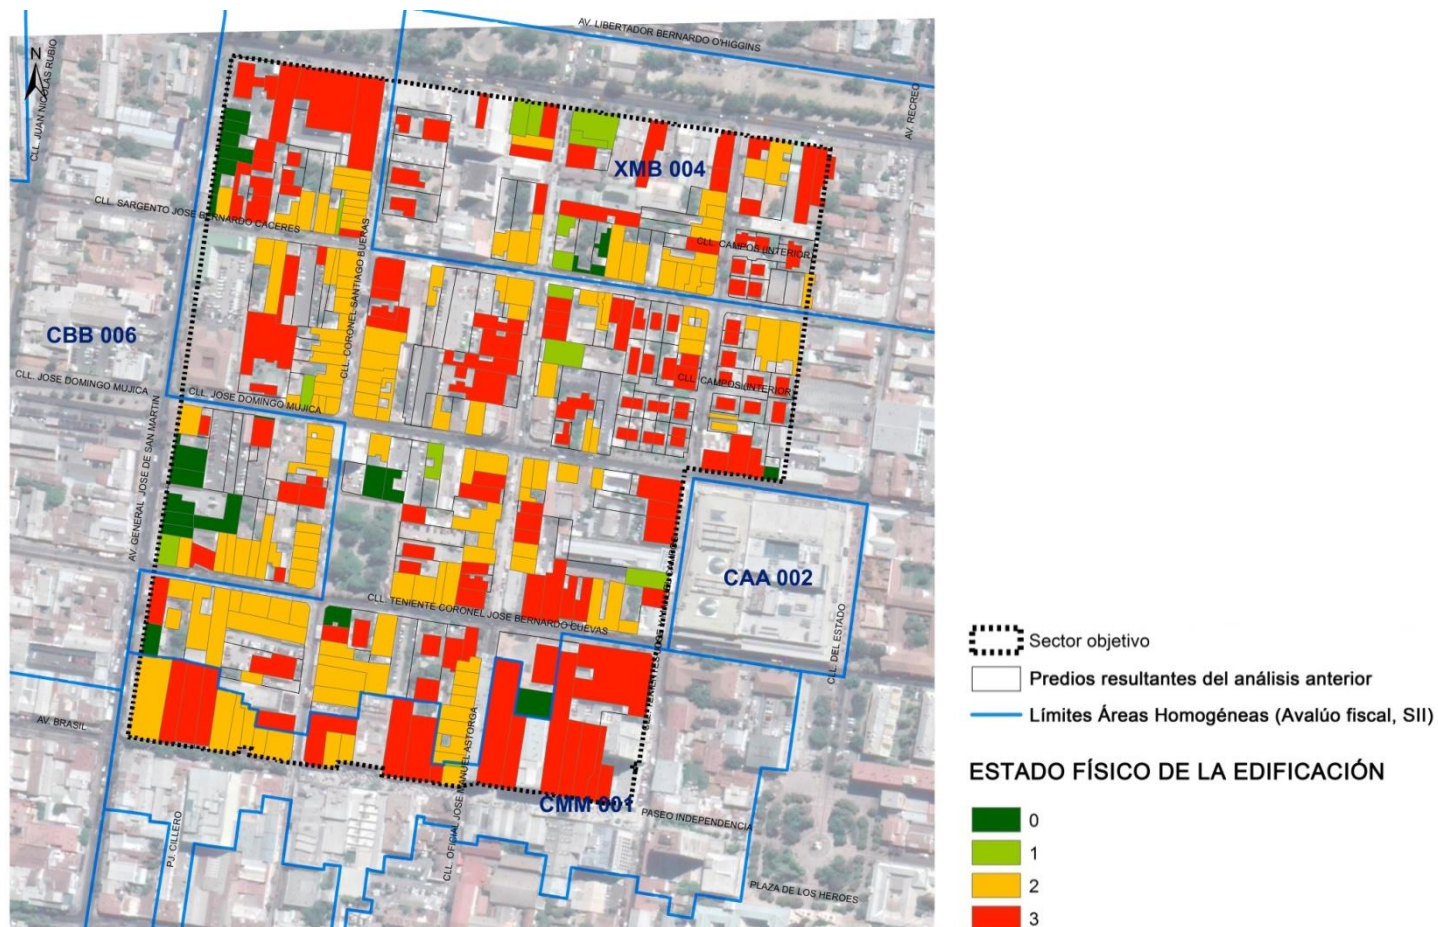 AV. LIBERTADOR BERNARDO O'HIGGINS
N
CLL. JUAN NICOLAS RUBIO
AV. RECREO
XMB 004
CLL. SARGENTO JOSE BERNARDO CACERES
CLL. CAMPOS (INTERIOR)
CLL. CORONEL SANTIAGO BUERAS
CBB 006
CLL. JOSE DOMINGO MUJICA
CLL. JOSE DOMINGO MUJICA
CLL. CAMPOS (INTERIOR)
AV. GENERAL JOSE DE SAN MARTIN
CAA 002
CLL. TENIENTE CORONEL JOSE BERNARDO CUEVAS
CLL. DEL ESTADO
AV. BRASIL
CLL. OFICIAL JOSE MANUEL ASTORGA
CMM 001
PASEO INDEPENDENCIA
PJ. CILLERO
PLAZA DE LOS HEROES
Sector objetivo
Predios resultantes del análisis anterior
Límites Áreas Homogéneas (Avalúo fiscal, SII)
ESTADO FÍSICO DE LA EDIFICACIÓN
0
1
2
3